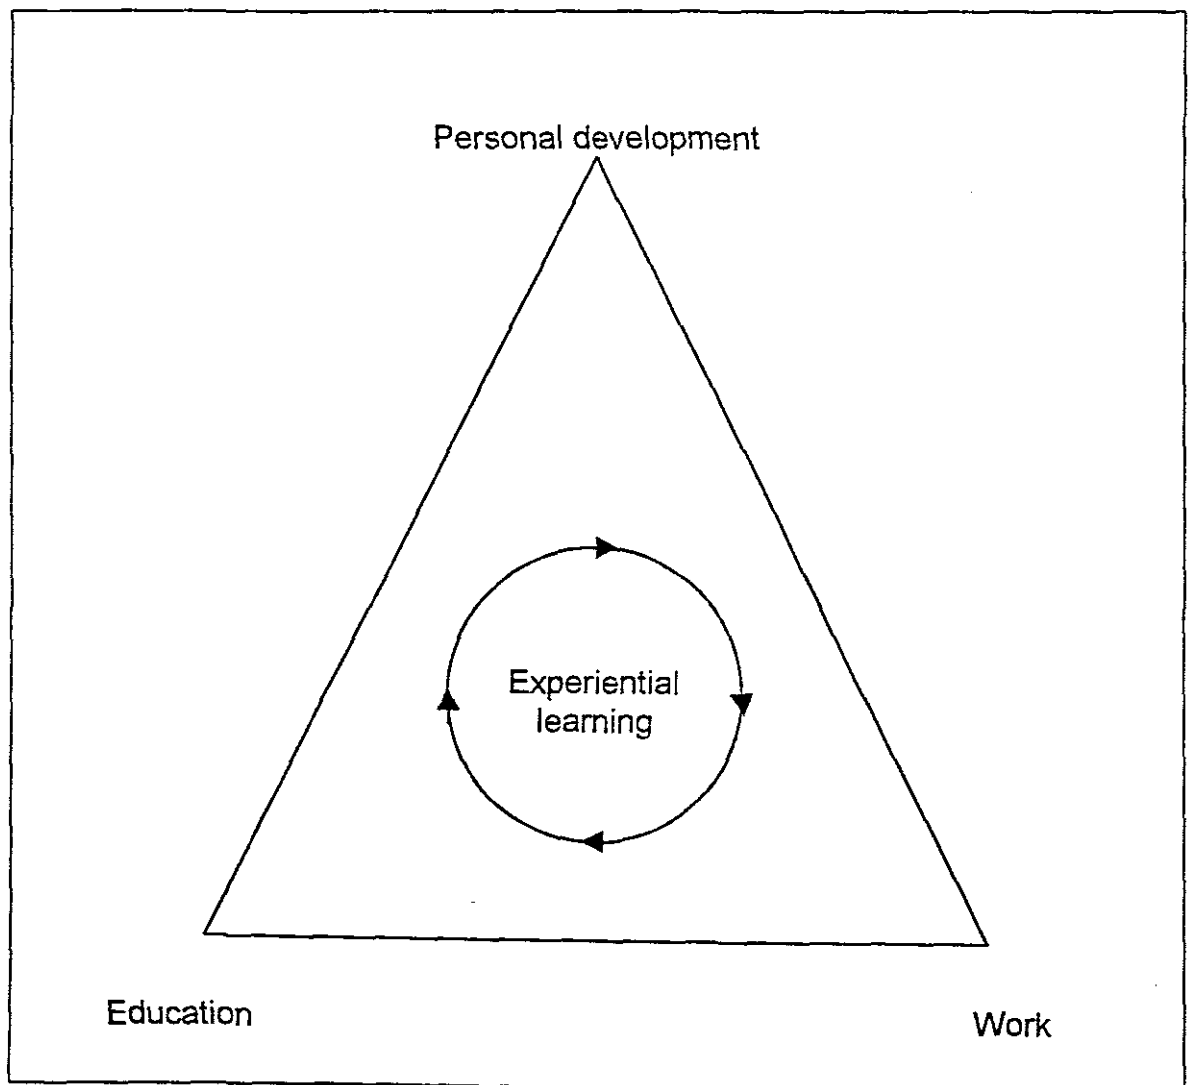 Personal development
Experiential
learning
Education
Work